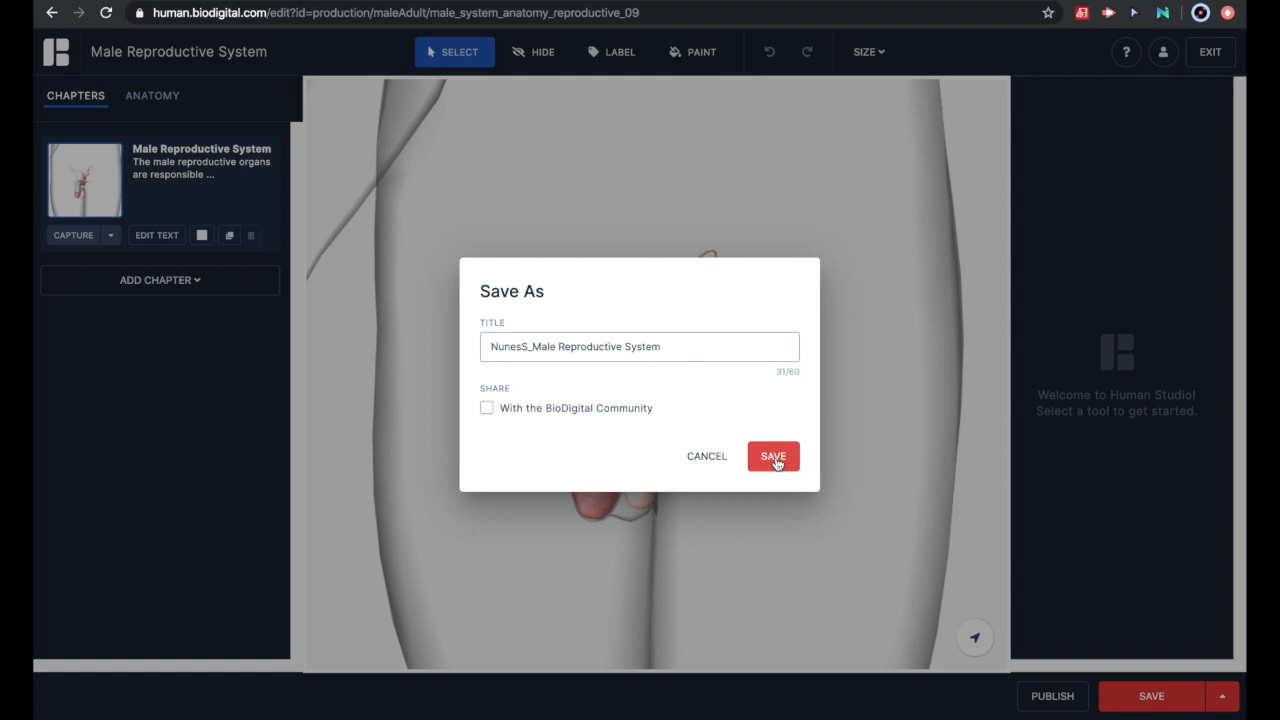 human.biodigital.com/edit?id=production/maleAdult/male_system_anatomy_reproductive_09
Male Reproductive System
SELECT
HIDE
LABEL
PAINT
SIZE
?
EXIT
CHAPTERS
ANATOMY
Male Reproductive System
The male reproductive organs
are responsible ...
CAPTURE
EDIT TEXT
ADD CHAPTER
Save As
TITLE
NunesS_Male Reproductive System
31/60
SHARE
With the BioDigital Community
CANCEL
SAVE
Welcome to Human Studio!
Select a tool to get started.
PUBLISH
SAVE